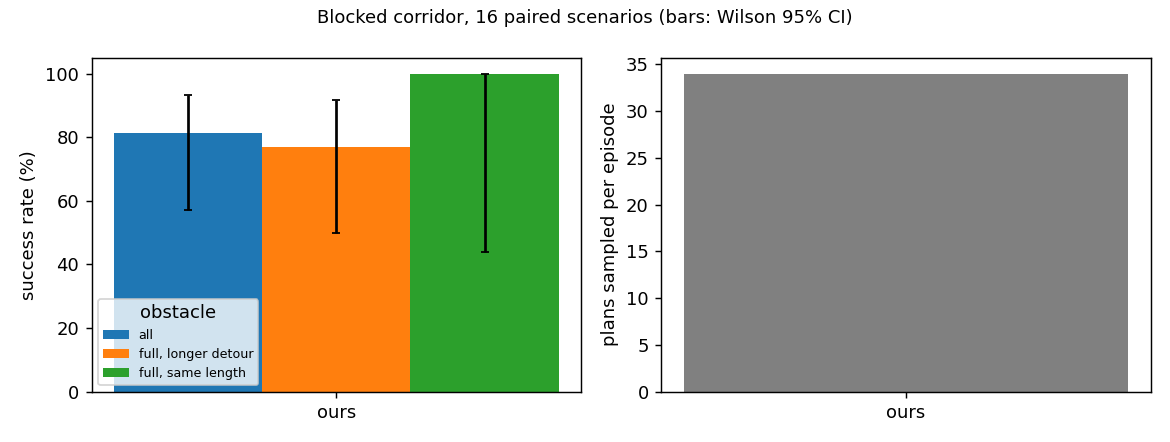 Blocked corridor, 16 paired scenarios (bars: Wilson 95% CI)
success rate (%)
100
80
60
40
20
0
obstacle
all
full, longer detour
full, same length
ours
plans sampled per episode
35
30
25
20
15
10
5
0
ours